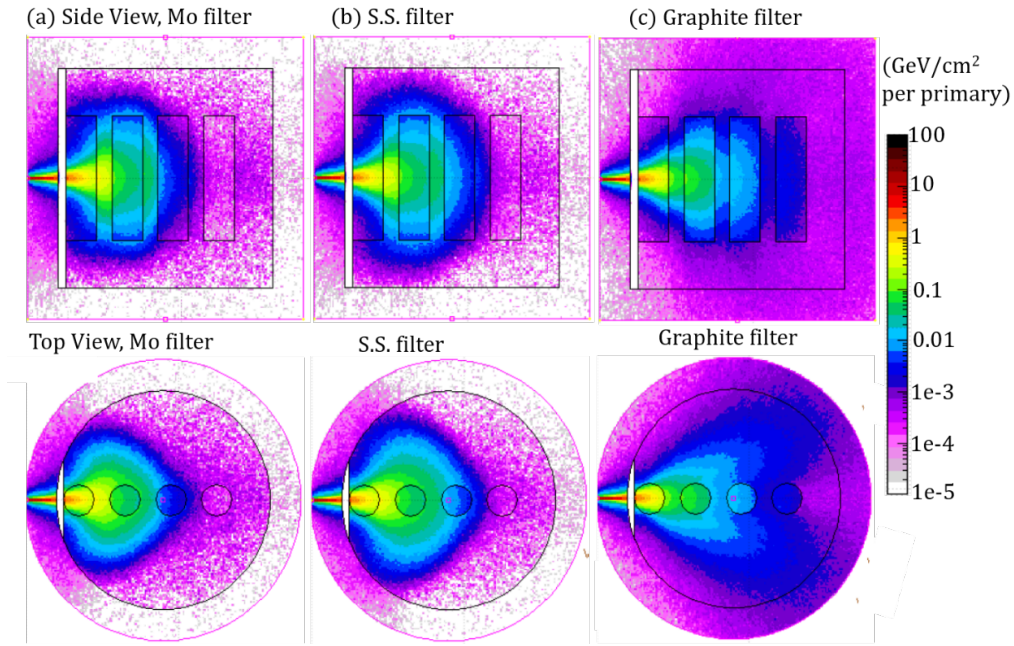 (a) Side View, Mo filter
(b) S.S. filter
(c) Graphite filter
(GeV/cm²
per primary)
100
10
1
0.1
0.01
1e-3
1e-4
1e-5
Top View, Mo filter
S.S. filter
Graphite filter